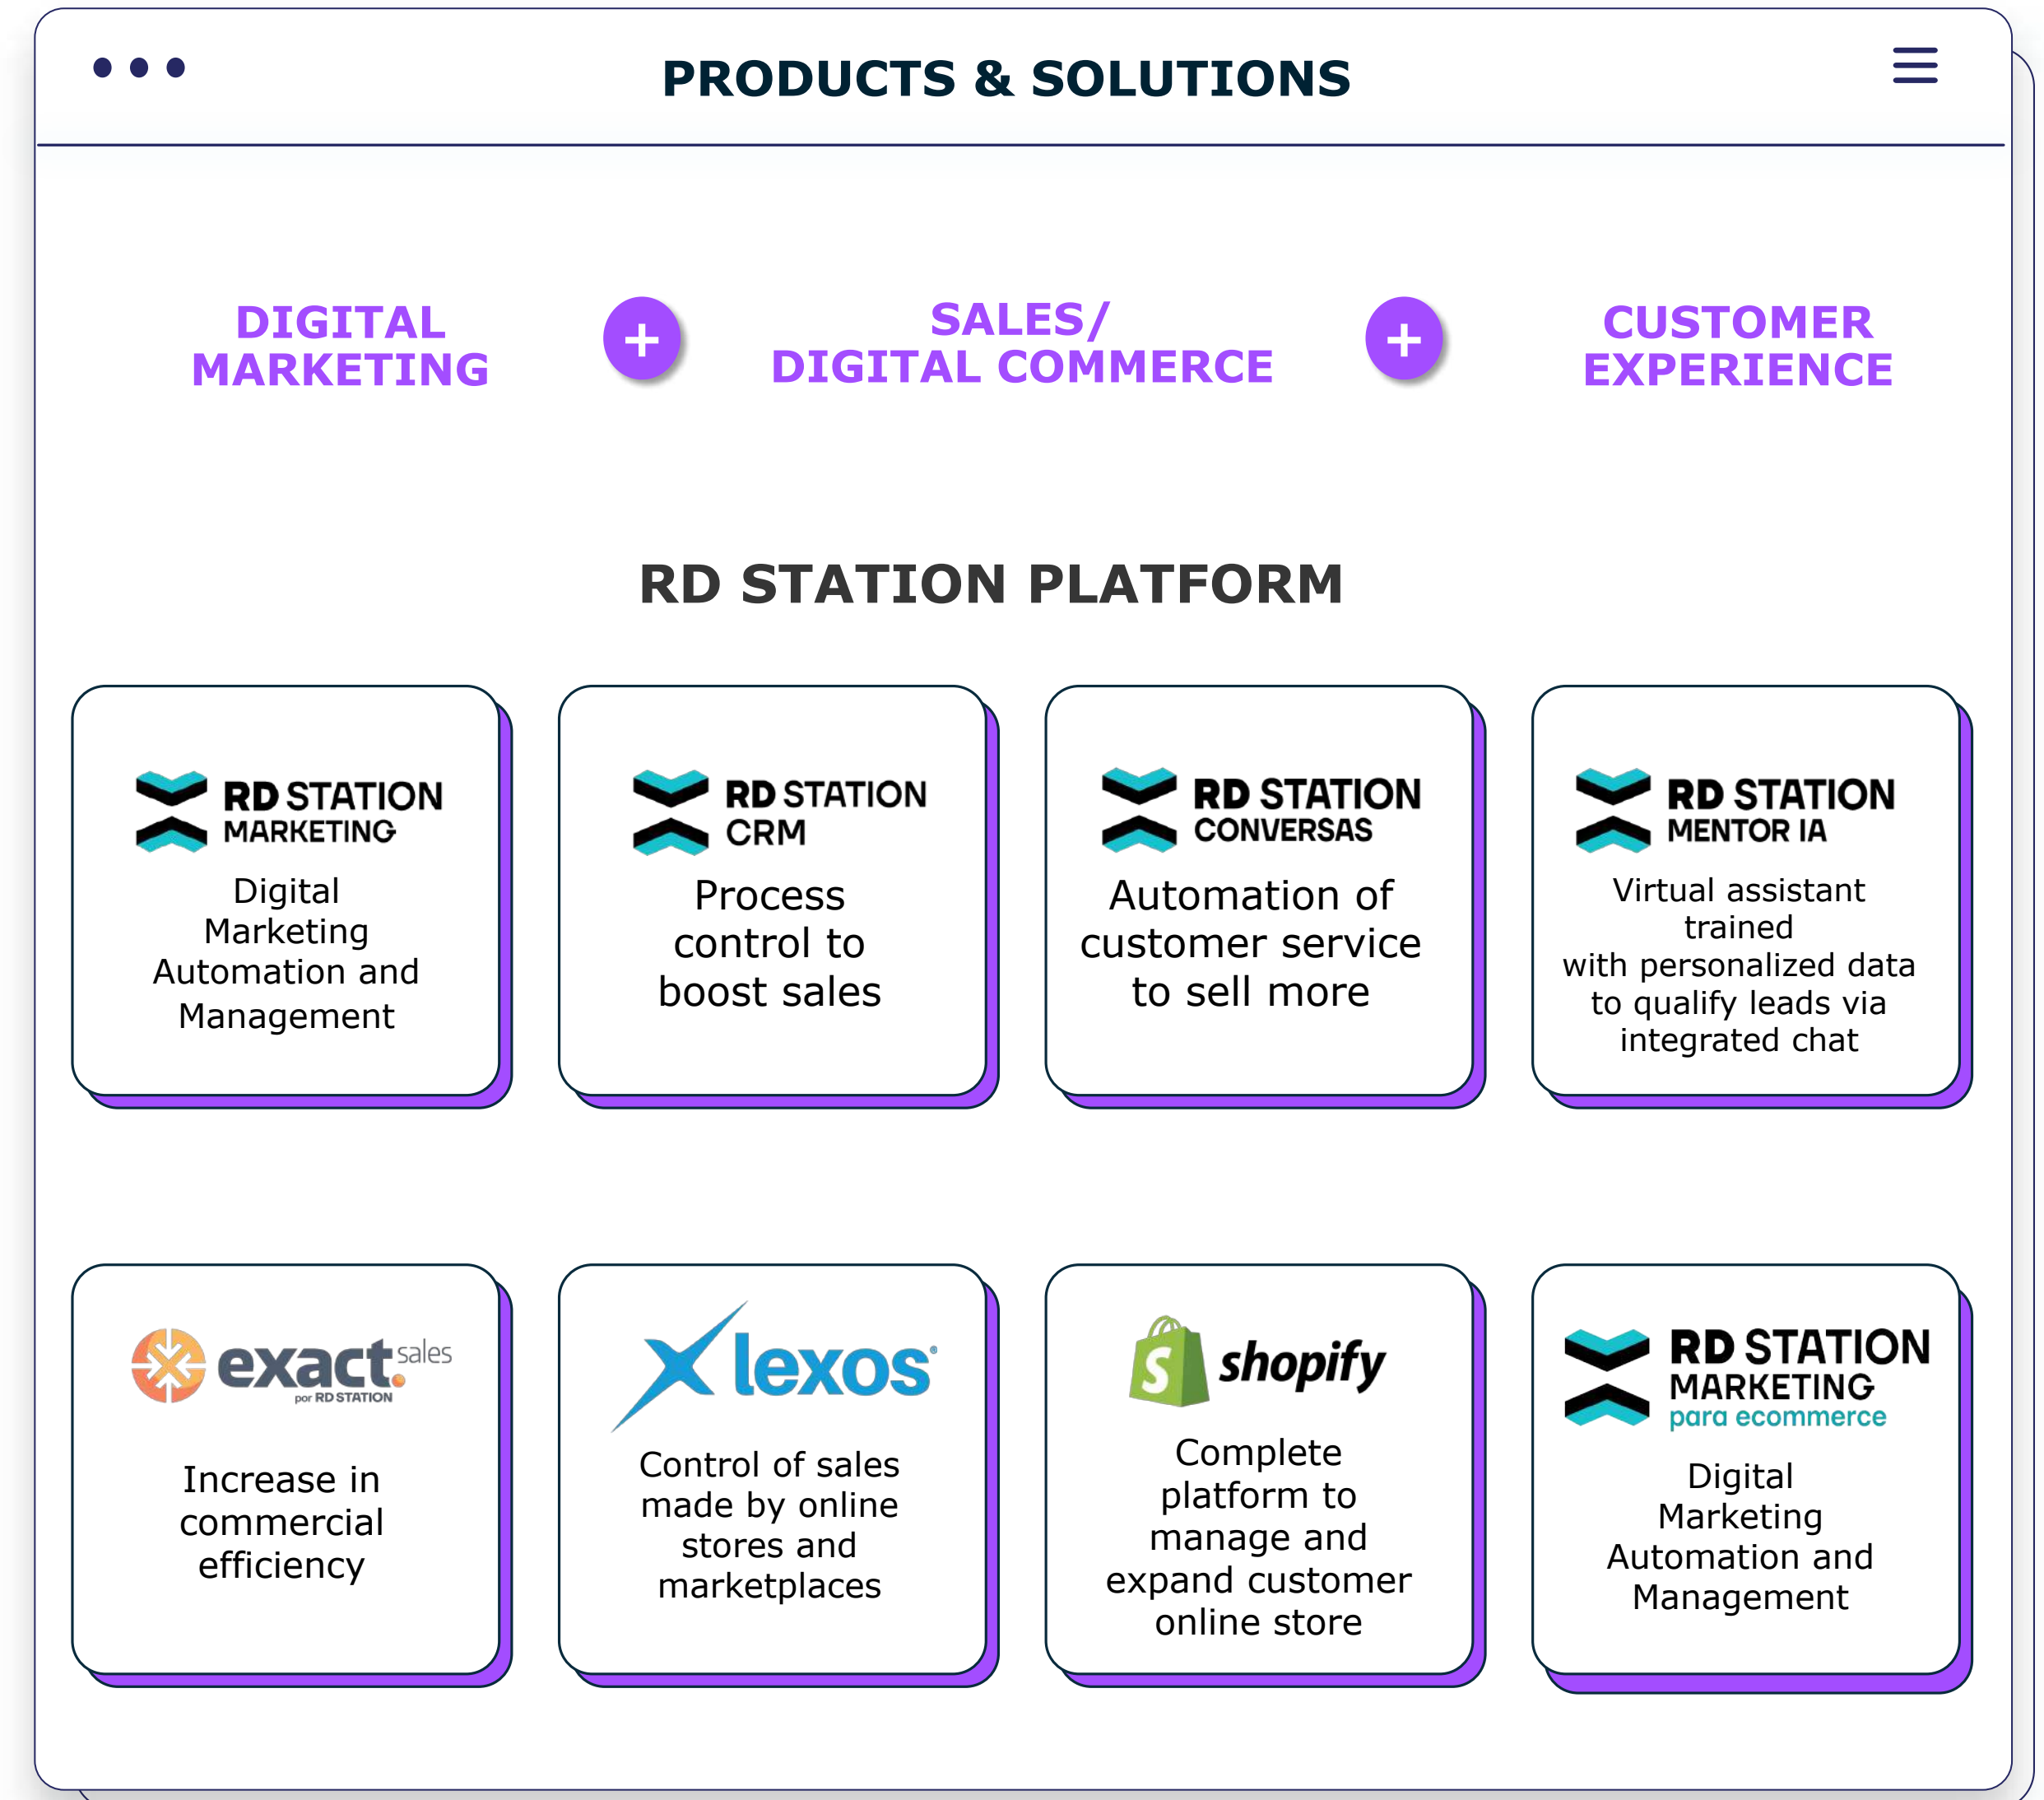 PRODUCTS & SOLUTIONS
DIGITAL
MARKETING
+
SALES/
DIGITAL COMMERCE
+
CUSTOMER
EXPERIENCE
RD STATION PLATFORM
RD STATION
MARKETING
Digital
Marketing
Automation and
Management
RD STATION
CRM
Process
control to
boost sales
RD STATION
CONVERSAS
Automation of
customer service
to sell more
RD STATION
MENTOR IA
Virtual assistant
trained
with personalized data
to qualify leads via
integrated chat
exact sales
por RD STATION
Increase in
commercial
efficiency
lexos®
Control of sales
made by online
stores and
marketplaces
S shopify
Complete
platform to
manage and
expand customer
online store
RD STATION
MARKETING
para ecommerce
Digital
Marketing
Automation and
Management